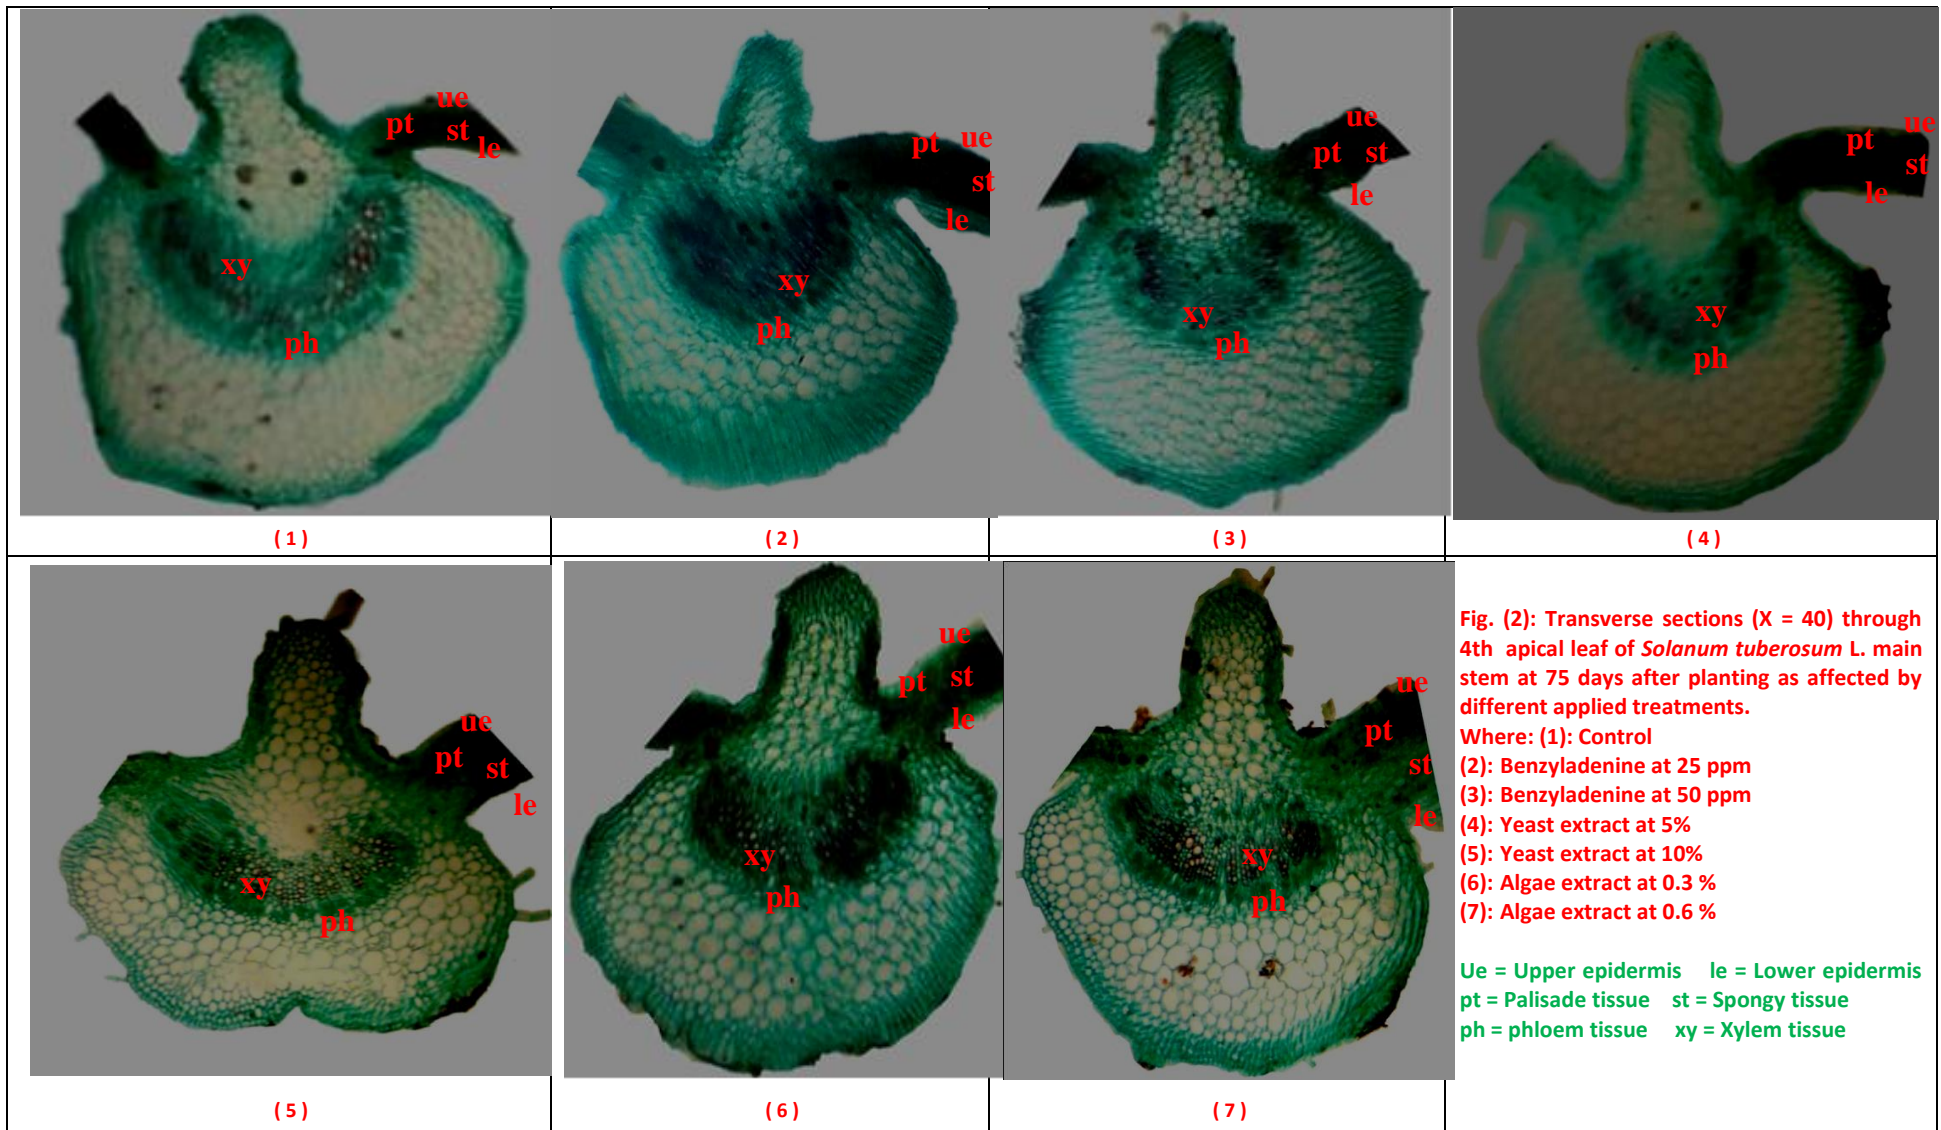 ue
pt
st
le
xy
ph
( 1 )
pt
ue
st
le
xy
ph
( 2 )
ue
pt
st
le
xy
ph
( 3 )
ue
pt
st
le
xy
ph
( 4 )
ue
pt
st
le
xy
ph
( 5 )
ue
st
pt
le
xy
ph
( 6 )
ue
pt
st
le
xy
ph
( 7 )
Fig. (2): Transverse sections (X = 40) through
4th apical leaf of Solanum tuberosum L. main
stem at 75 days after planting as affected by
different applied treatments.
Where: (1): Control
(2): Benzyladenine at 25 ppm
(3): Benzyladenine at 50 ppm
(4): Yeast extract at 5%
(5): Yeast extract at 10%
(6): Algae extract at 0.3 %
(7): Algae extract at 0.6 %
Ue = Upper epidermis le = Lower epidermis
pt = Palisade tissue st = Spongy tissue
ph = phloem tissue xy = Xylem tissue